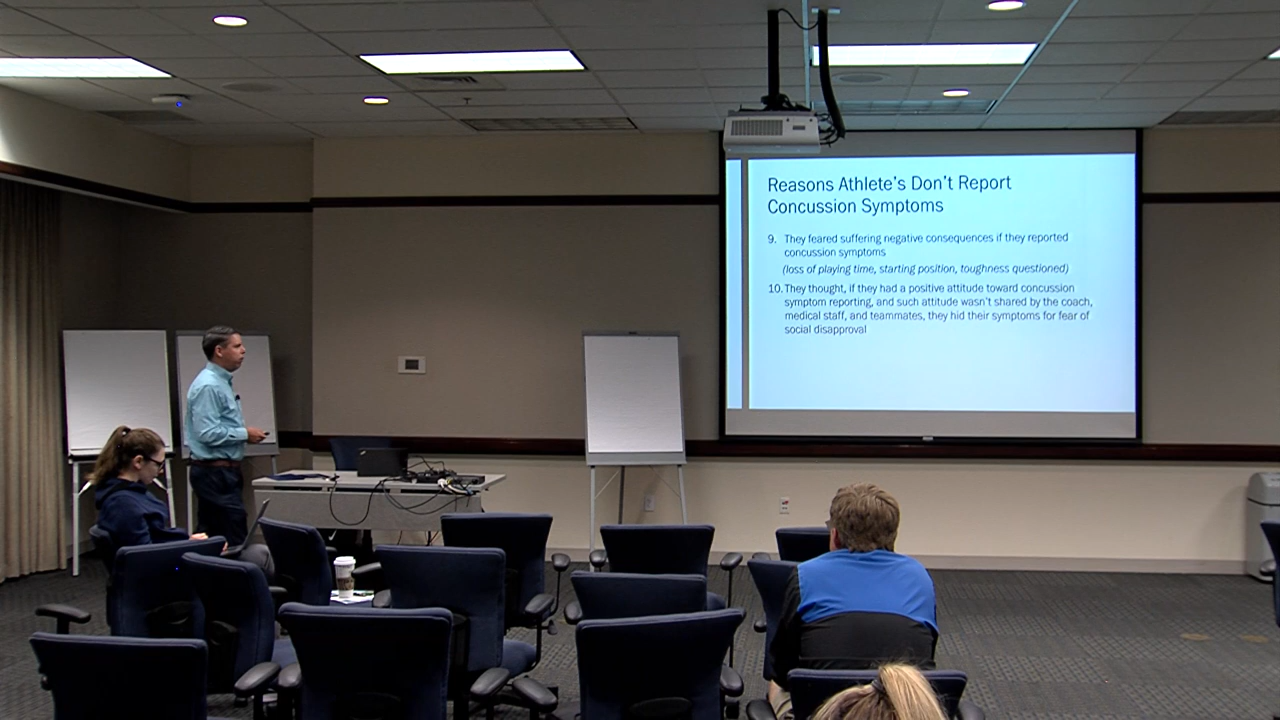 Reasons Athlete's Don't Report
Concussion Symptoms
9. They feared suffering negative consequences if they reported
concussion symptoms
(loss of playing time, starting position, toughness questioned)
10. They thought, if they had a positive attitude toward concussion
symptom reporting, and such attitude wasn't shared by the coach,
medical staff, and teammates, they hid their symptoms for fear of
social disapproval